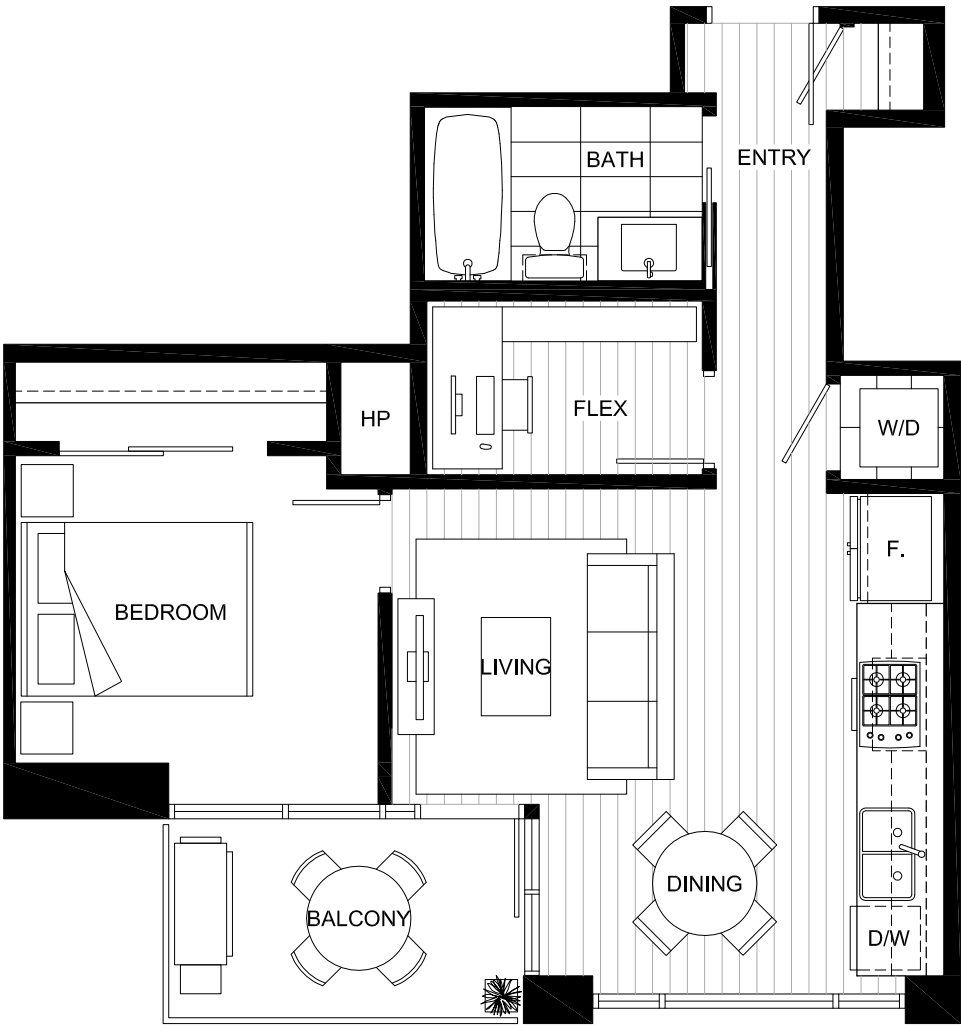 BATH
ENTRY
HP
FLEX
W/D
F.
BEDROOM
LIVING
DINING
BALCONY
D/W